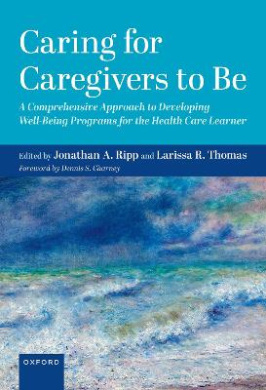 Caring for
Caregivers to Be
A Comprehensive Approach to Developing
Well-Being Programs for the Health Care Learner
Edited by Jonathan A. Ripp and Larissa R. Thomas
Foreword by Dennis S. Charney
OXFORD